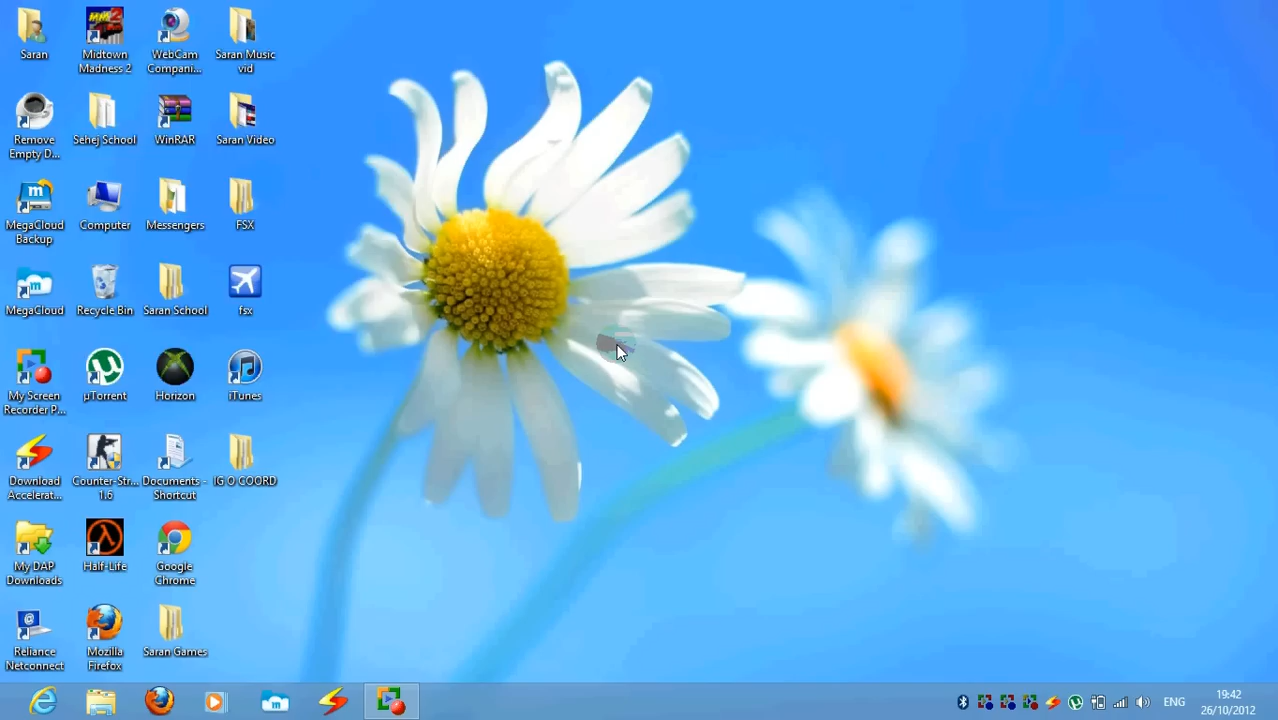 Saran
Midtown
Madness 2
WebCam
Compani...
Saran Music
vid
Remove
Empty D...
Sehej School
WinRAR
Saran Video
MegaCloud
Backup
Computer
Messengers
FSX
MegaCloud
Recycle Bin
Saran School
fsx
My Screen
Recorder P...
µTorrent
Horizon
iTunes
Download
Accelerat...
Counter-Str...
1.6
Documents -
Shortcut
IG O COORD
My DAP
Downloads
Half-Life
Google
Chrome
Reliance
Netconnect
Mozilla
Firefox
Saran Games
ENG
19:42
26/10/2012